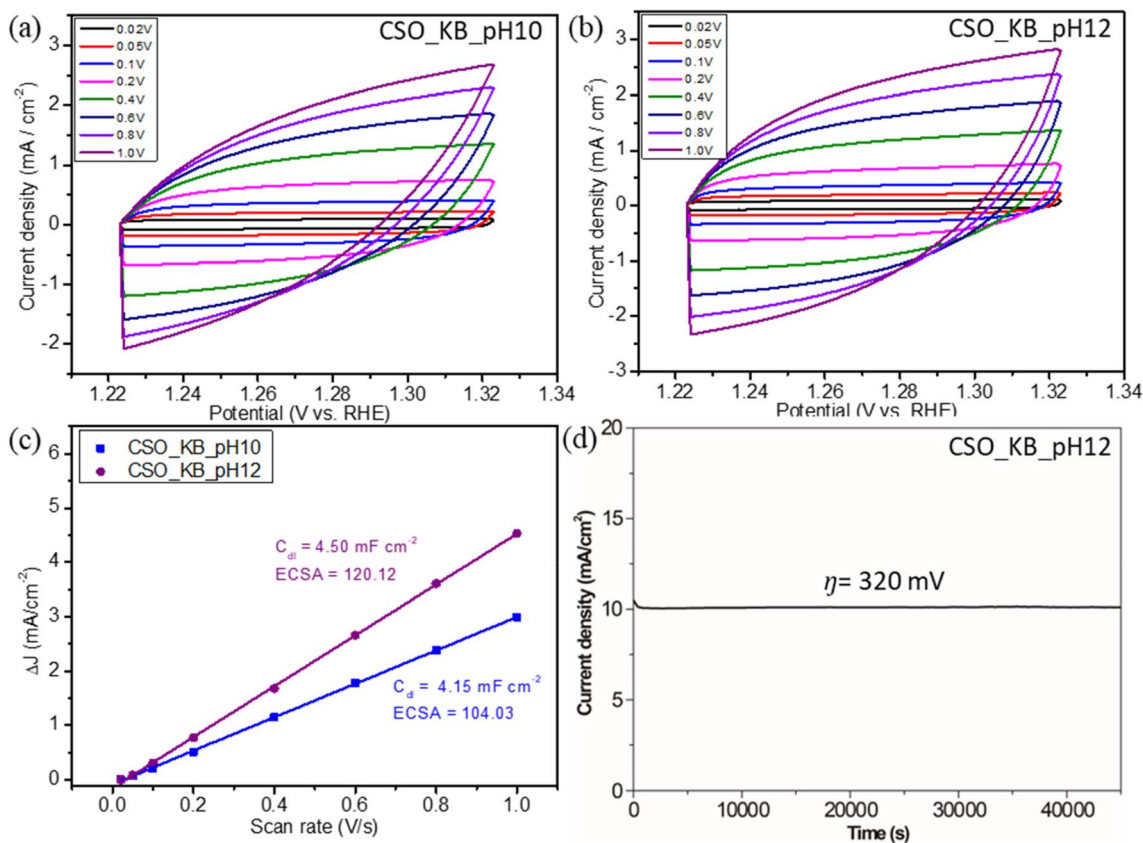 (a)
CSO_KB_pH10
0.02V
0.05V
0.1V
0.2V
0.4V
0.6V
0.8V
1.0V
3
2
1
0
-1
-2
Current density (mA / cm⁻²)
1.22 1.24 1.26 1.28 1.30 1.32 1.34
Potential (V vs. RHE)
(b)
CSO_KB_pH12
0.02V
0.05V
0.1V
0.2V
0.4V
0.6V
0.8V
1.0V
3
2
1
0
-1
-2
-3
Current density (mA / cm⁻²)
1.22 1.24 1.26 1.28 1.30 1.32 1.34
Potential (V vs. RHE)
(c)
CSO_KB_pH10
CSO_KB_pH12
6
5
4
3
2
1
0
ΔJ (mA/cm⁻²)
C_dl = 4.50 mF cm⁻²
ECSA = 120.12
C_dl = 4.15 mF cm⁻²
ECSA = 104.03
0.0 0.2 0.4 0.6 0.8 1.0
Scan rate (V/s)
(d)
CSO_KB_pH12
20
15
10
5
0
Current density (mA/cm²)
η= 320 mV
0 10000 20000 30000 40000
Time (s)